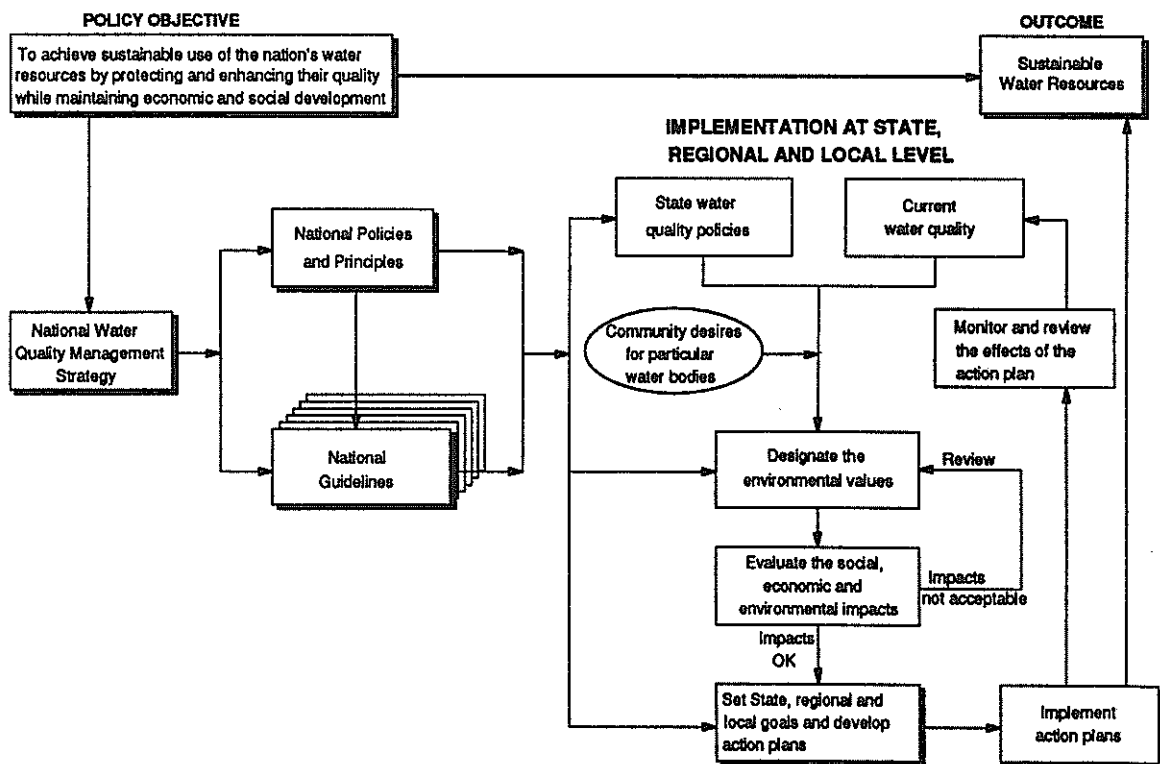 POLICY OBJECTIVE
To achieve sustainable use of the nation's water
resources by protecting and enhancing their quality
while maintaining economic and social development
OUTCOME
Sustainable
Water Resources
IMPLEMENTATION AT STATE,
REGIONAL AND LOCAL LEVEL
State water
quality policies
Current
water quality
National Policies
and Principles
National Water
Quality Management
Strategy
Community desires
for particular
water bodies
Monitor and review
the effects of the
action plan
National
Guidelines
Designate the
environmental values
Review
Evaluate the social,
economic and
environmental impacts
Impacts
not acceptable
Impacts
OK
Set State, regional and
local goals and develop
action plans
Implement
action plans